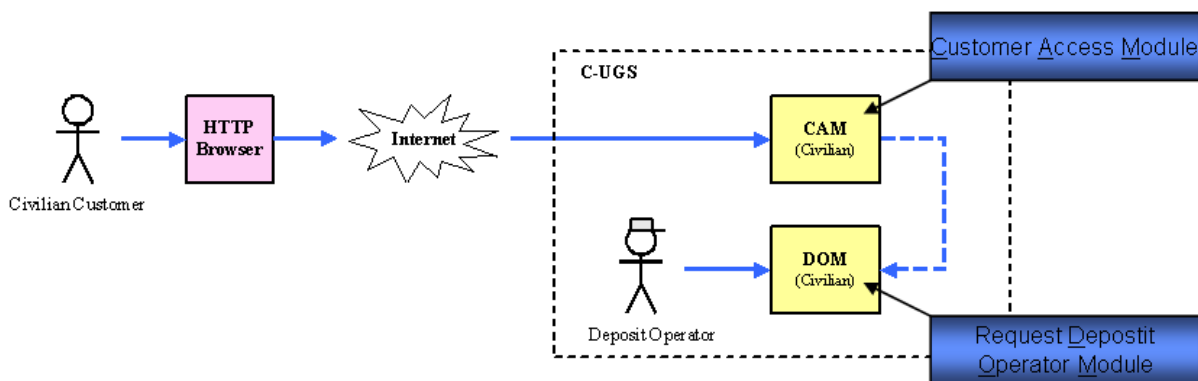 Customer Access Module
C-UGS
HTTP
Browser
Internet
CAM
(Civilian)
Civilian Customer
DOM
(Civilian)
Deposit Operator
Request Depostit
Operator Module